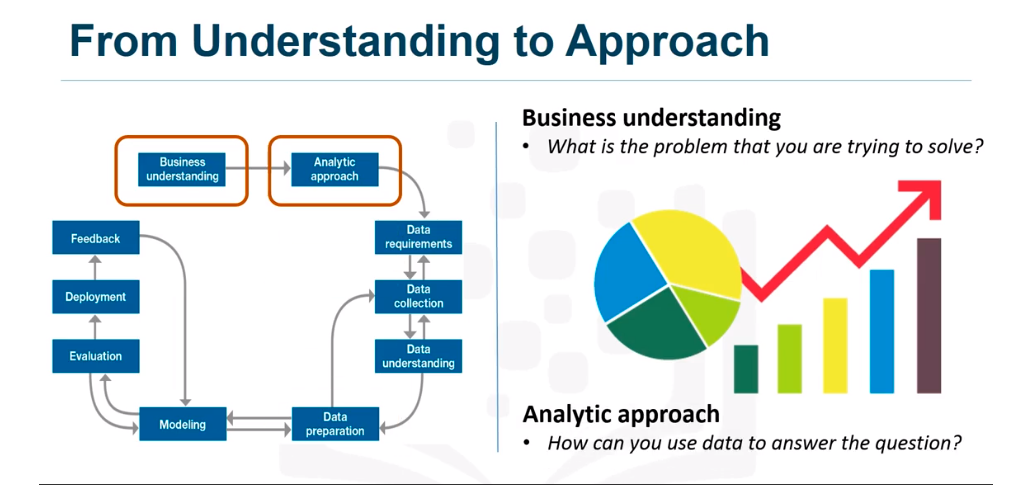 From Understanding to Approach
Business
understanding
Analytic
approach
Feedback
Data
requirements
Deployment
Data
collection
Evaluation
Data
understanding
Modeling
Data
preparation
Business understanding
• What is the problem that you are trying to solve?
Analytic approach
• How can you use data to answer the question?